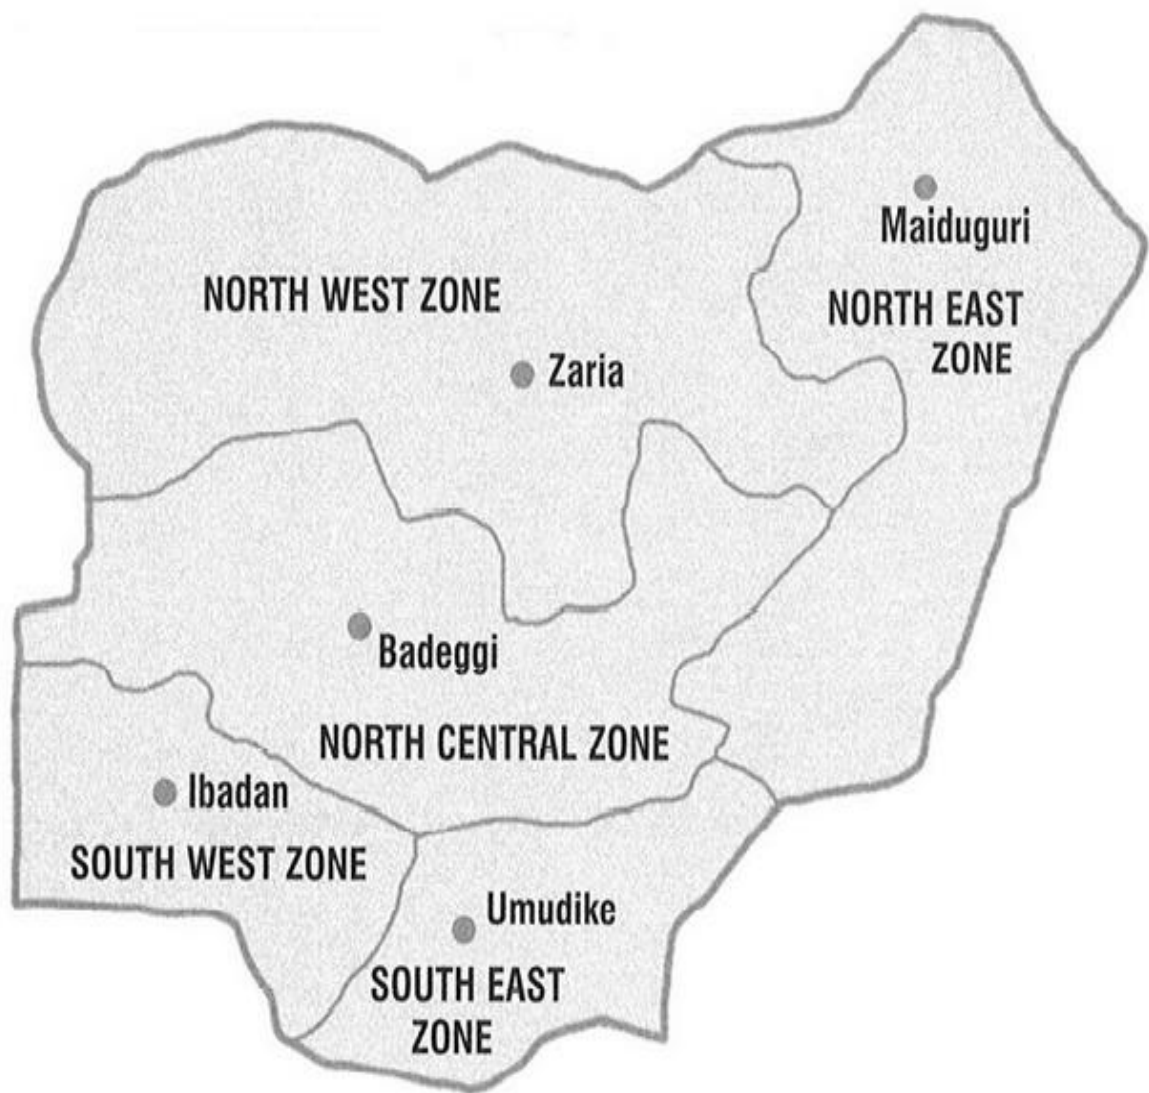 Maiduguri
NORTH WEST ZONE
NORTH EAST
ZONE
Zaria
Badeggi
NORTH CENTRAL ZONE
Ibadan
SOUTH WEST ZONE
Umudike
SOUTH EAST
ZONE